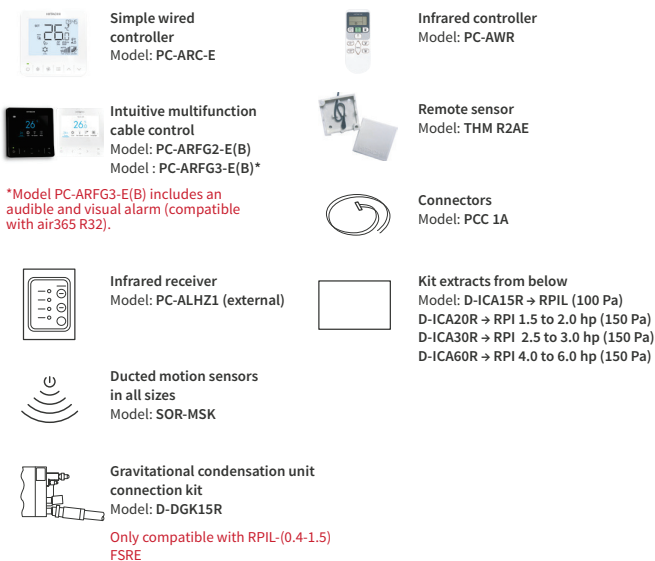 Simple wired
controller
Model: PC-ARC-E
Infrared controller
Model: PC-AWR
Intuitive multifunction
cable control
Model: PC-ARFG2-E(B)
Model : PC-ARFG3-E(B)*
*Model PC-ARFG3-E(B) includes an
audible and visual alarm (compatible
with air365 R32).
Remote sensor
Model: THM R2AE
Connectors
Model: PCC 1A
Infrared receiver
Model: PC-ALHZ1 (external)
Kit extracts from below
Model: D-ICA15R → RPIL (100 Pa)
D-ICA20R → RPI 1.5 to 2.0 hp (150 Pa)
D-ICA30R → RPI  2.5 to 3.0 hp (150 Pa)
D-ICA60R → RPI 4.0 to 6.0 hp (150 Pa)
Ducted motion sensors
in all sizes
Model: SOR-MSK
Gravitational condensation unit
connection kit
Model: D-DGK15R
Only compatible with RPIL-(0.4-1.5)
FSRE